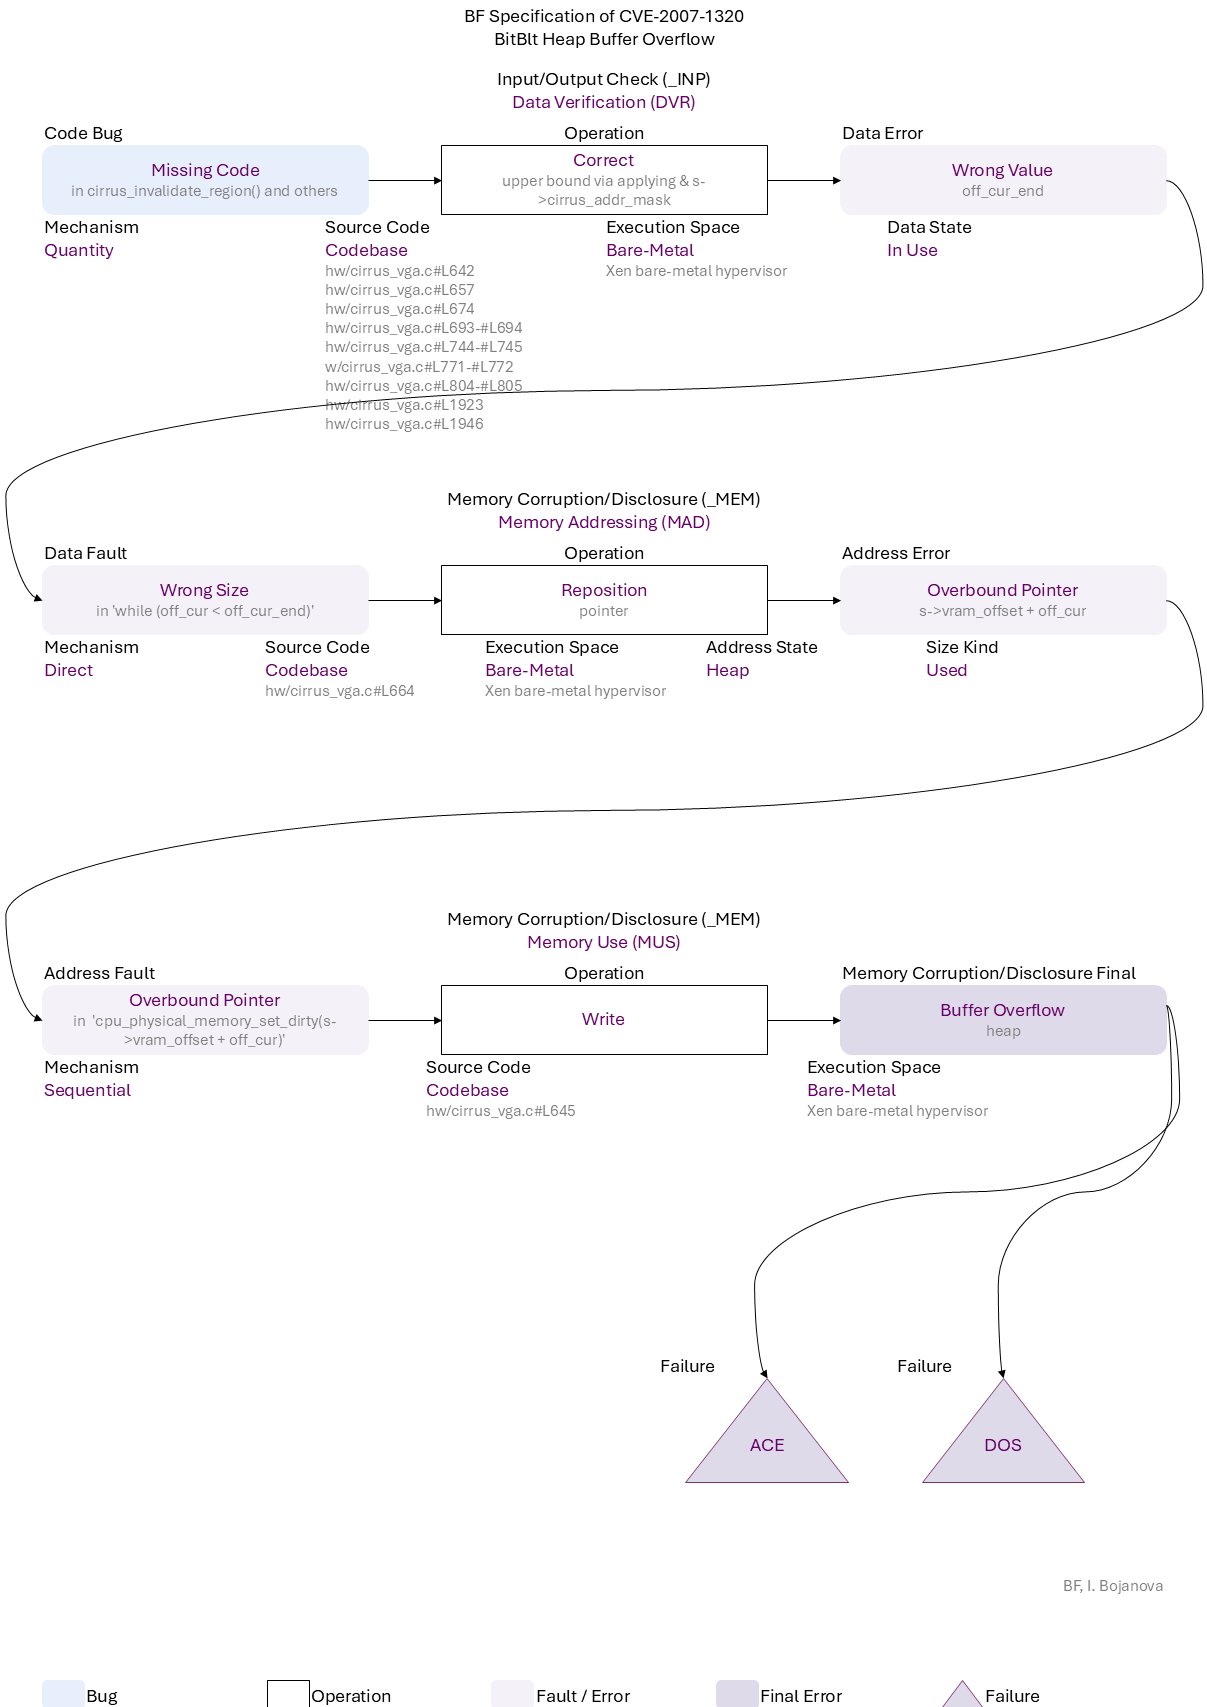 BF Specification of CVE-2007-1320
BitBlt Heap Buffer Overflow
Input/Output Check (_INP)
Data Verification (DVR)
Code Bug
Operation
Data Error
Missing Code
in cirrus_invalidate_region() and others
Correct
upper bound via applying & s-
>cirrus_addr_mask
Wrong Value
off_cur_end
Mechanism
Quantity
Source Code
Codebase
hw/cirrus_vga.c#L642
hw/cirrus_vga.c#L657
hw/cirrus_vga.c#L674
hw/cirrus_vga.c#L693-#L694
hw/cirrus_vga.c#L744-#L745
w/cirrus_vga.c#L771-#L772
hw/cirrus_vga.c#L804-#L805
hw/cirrus_vga.c#L1923
hw/cirrus_vga.c#L1946
Execution Space
Bare-Metal
Xen bare-metal hypervisor
Data State
In Use
Memory Corruption/Disclosure (_MEM)
Memory Addressing (MAD)
Data Fault
Operation
Address Error
Wrong Size
in 'while (off_cur < off_cur_end)'
Reposition
pointer
Overbound Pointer
s->vram_offset + off_cur
Mechanism
Direct
Source Code
Codebase
hw/cirrus_vga.c#L664
Execution Space
Bare-Metal
Xen bare-metal hypervisor
Address State
Heap
Size Kind
Used
Memory Corruption/Disclosure (_MEM)
Memory Use (MUS)
Address Fault
Operation
Memory Corruption/Disclosure Final
Overbound Pointer
in  'cpu_physical_memory_set_dirty(s-
>vram_offset + off_cur)'
Write
Buffer Overflow
heap
Mechanism
Sequential
Source Code
Codebase
hw/cirrus_vga.c#L645
Execution Space
Bare-Metal
Xen bare-metal hypervisor
Failure
Failure
ACE
DOS
BF, I. Bojanova
Bug
Operation
Fault / Error
Final Error
Failure